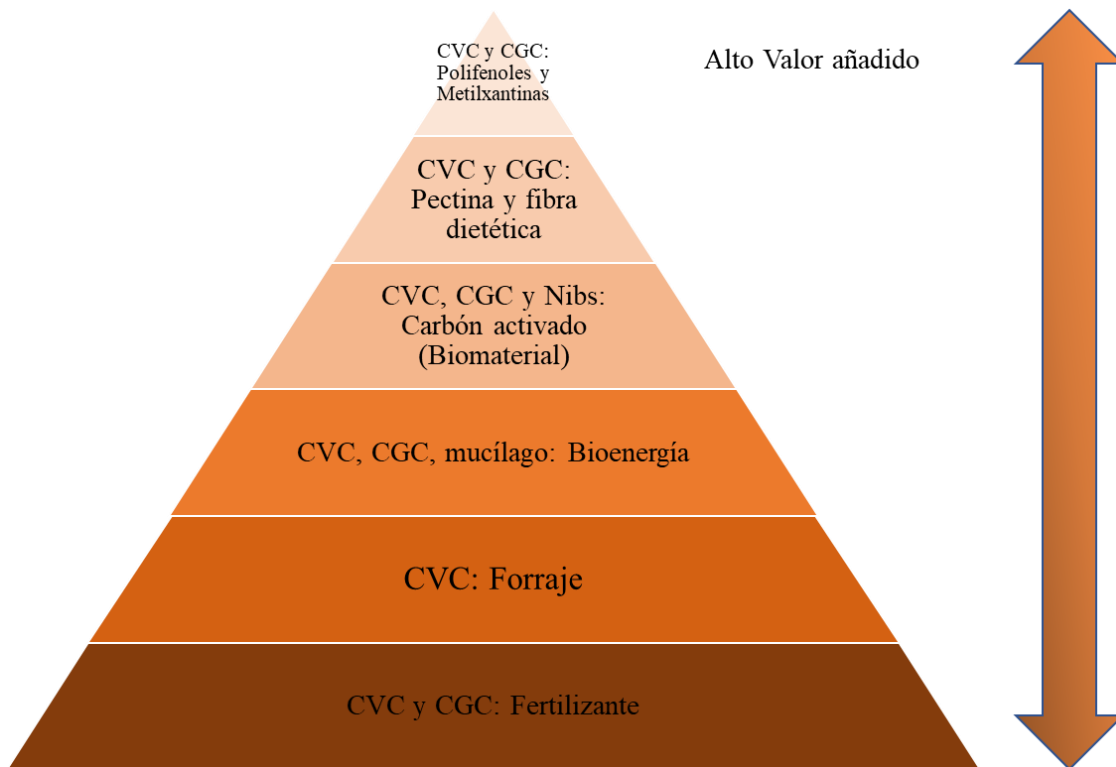 CVC y CGC:
Polifenoles y
Metilxantinas
Alto Valor añadido
CVC y CGC:
Pectina y fibra
dietética
CVC, CGC y Nibs:
Carbón activado
(Biomaterial)
CVC, CGC, mucílago: Bioenergía
CVC: Forraje
CVC y CGC: Fertilizante